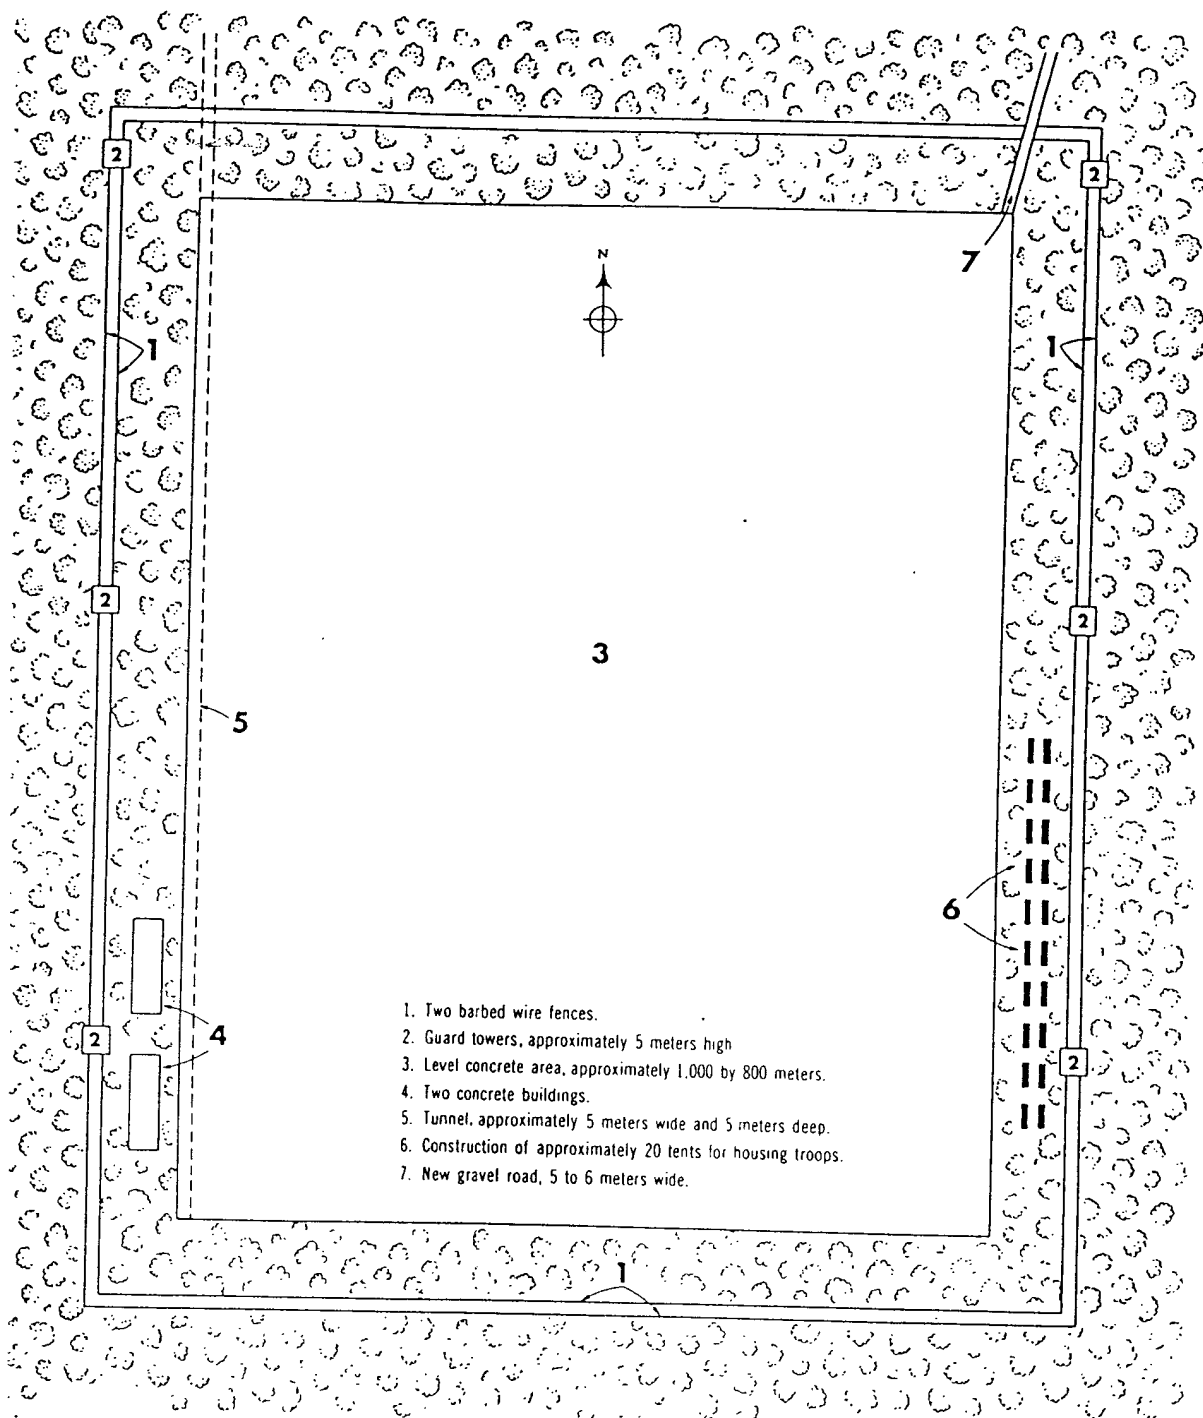 2
2
N
7
1
1
2
2
3
5
6
4
2
2
1. Two barbed wire fences.
2. Guard towers, approximately 5 meters high
3. Level concrete area, approximately 1,000 by 800 meters.
4. Two concrete buildings.
5. Tunnel, approximately 5 meters wide and 5 meters deep.
6. Construction of approximately 20 tents for housing troops.
7. New gravel road, 5 to 6 meters wide.
1